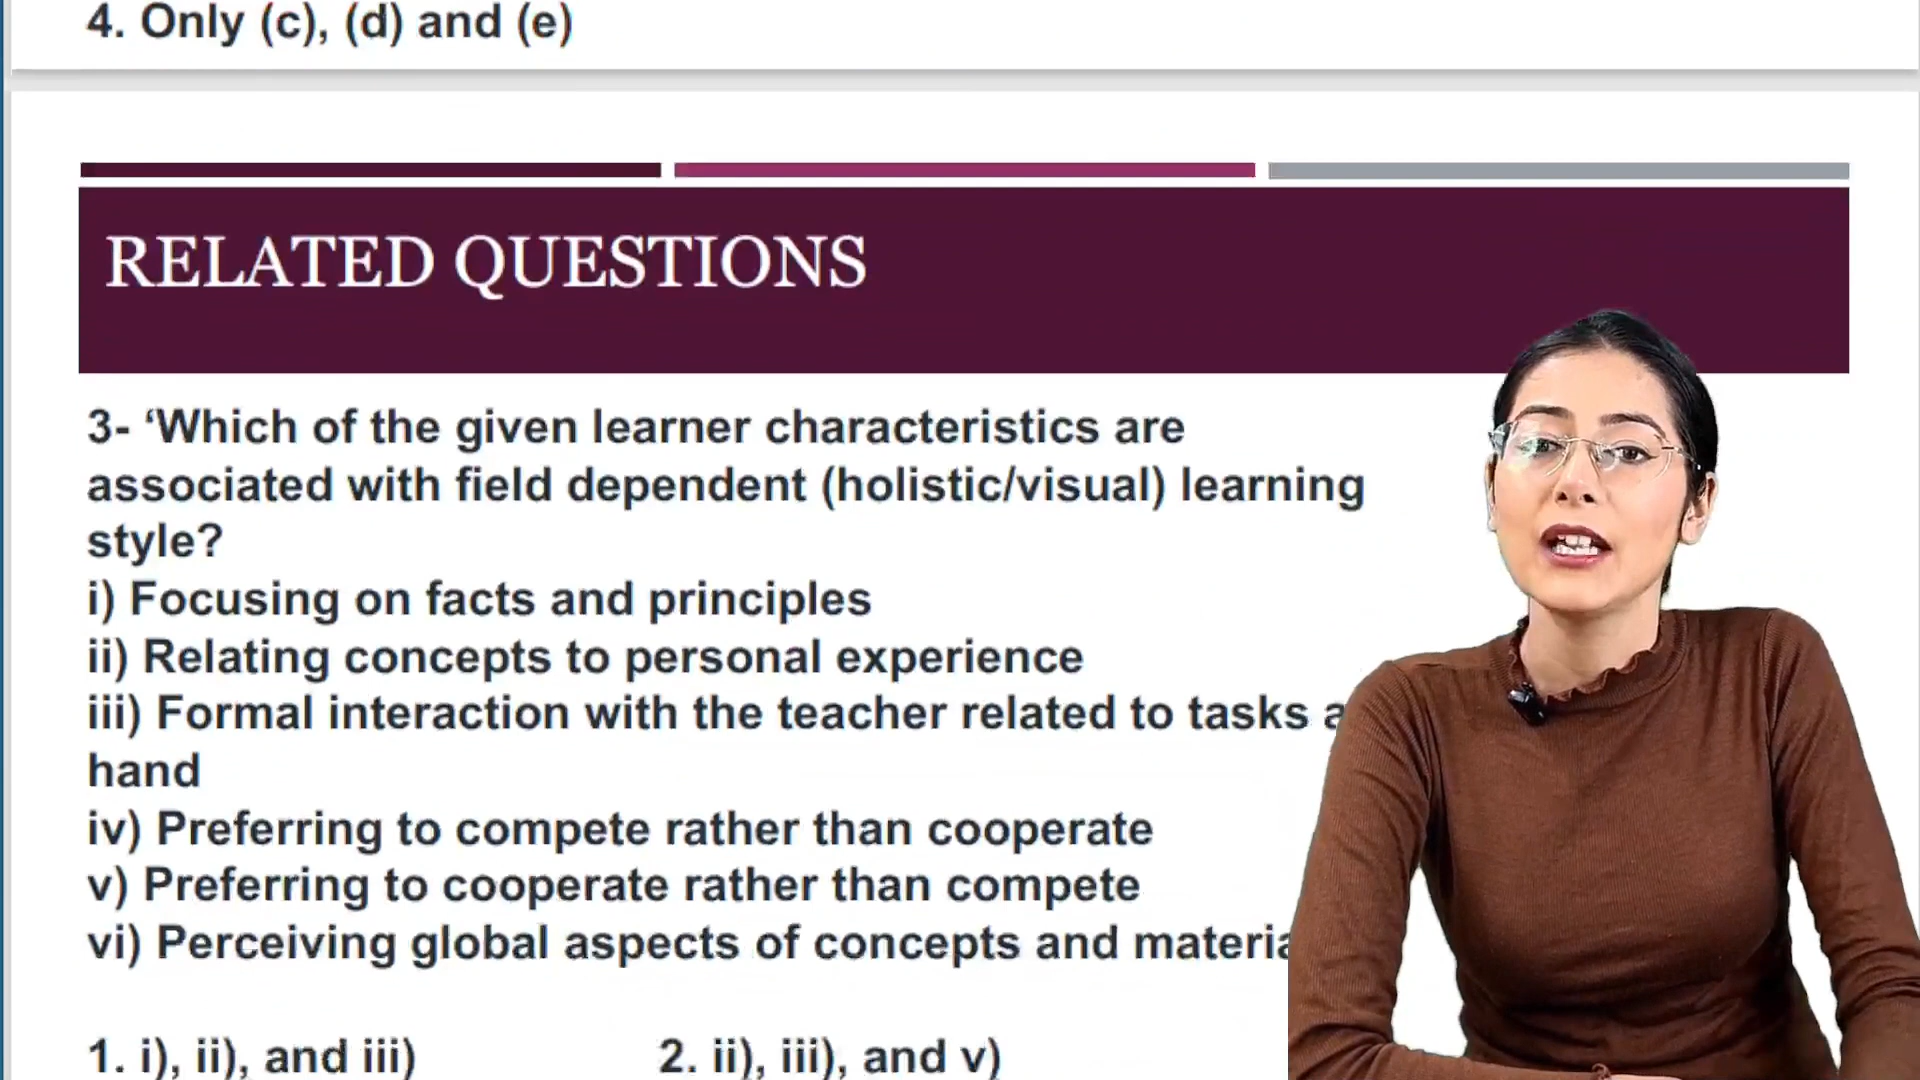 4. Only (c), (d) and (e)
RELATED QUESTIONS
3- ‘Which of the given learner characteristics are
associated with field dependent (holistic/visual) learning
style?
i) Focusing on facts and principles
ii) Relating concepts to personal experience
iii) Formal interaction with the teacher related to tasks
hand
iv) Preferring to compete rather than cooperate
v) Preferring to cooperate rather than compete
vi) Perceiving global aspects of concepts and
1. i), ii), and iii) 2. ii), iii), and v)